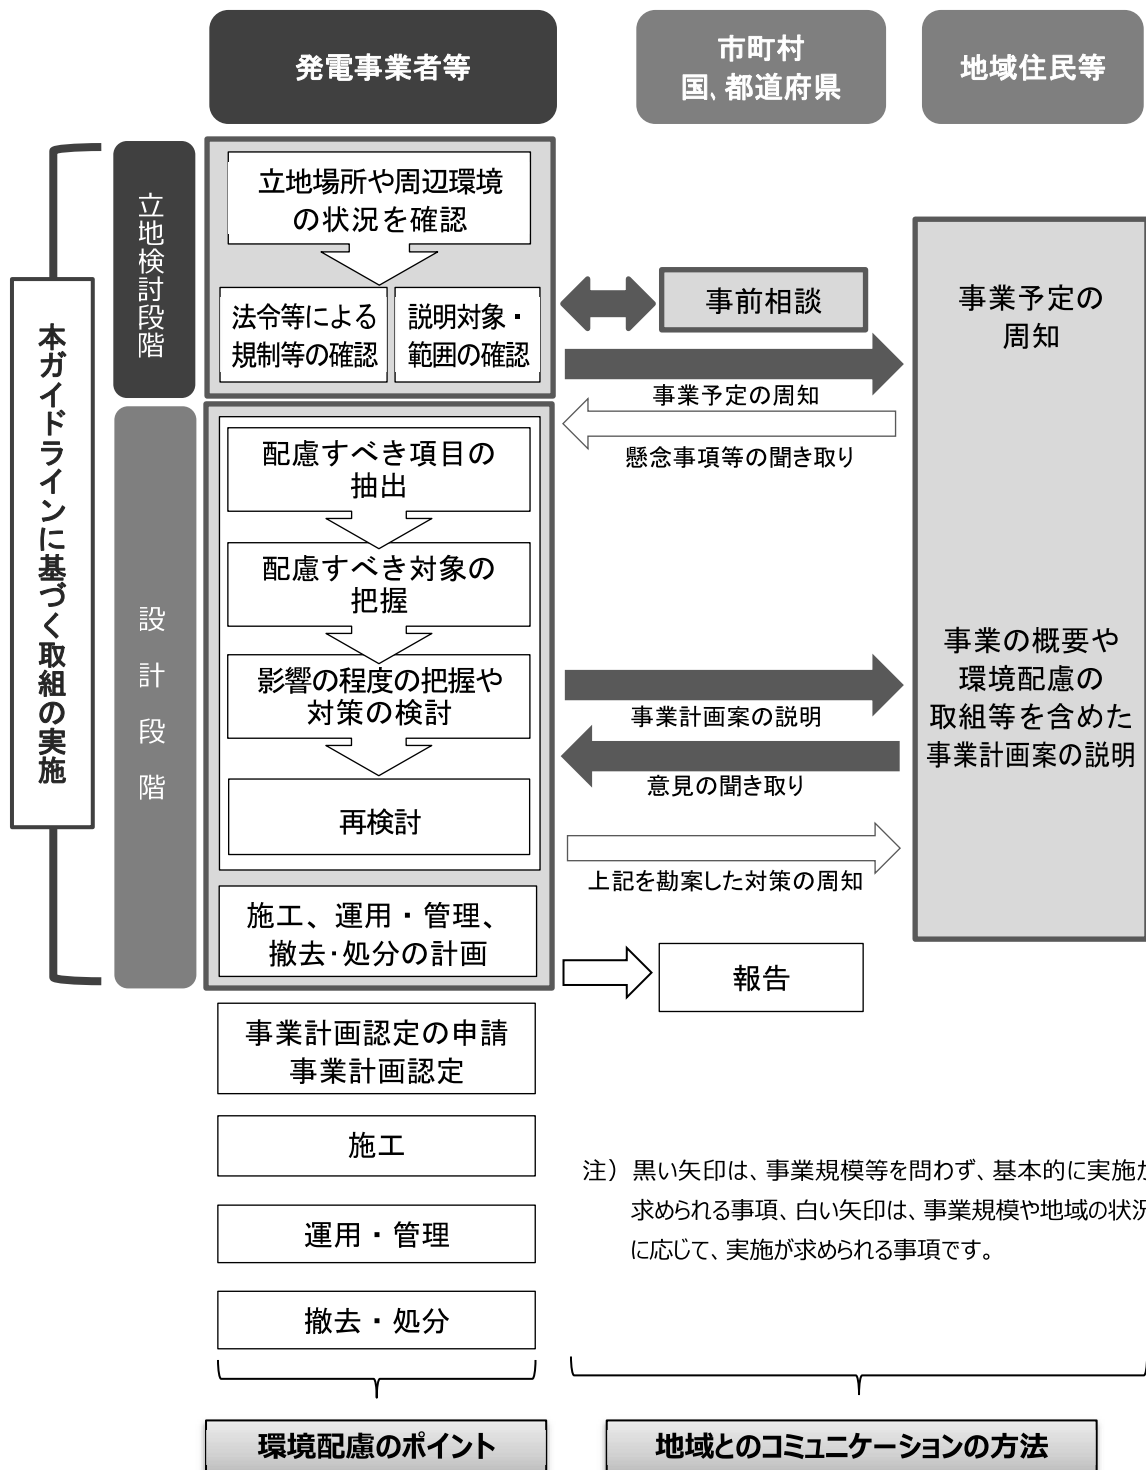 発電事業者等
市町村
国、都道府県
地域住民等
本ガイドラインに基づく取組の実施
立地検討段階
立地場所や周辺環境
の状況を確認
法令等による
規制等の確認
説明対象・
範囲の確認
事前相談
事業予定の周知
懸念事項等の聞き取り
事業予定の
周知
設計段階
配慮すべき項目の
抽出
配慮すべき対象の
把握
影響の程度の把握や
対策の検討
再検討
施工、運用・管理、
撤去・処分の計画
事業計画案の説明
意見の聞き取り
上記を勘案した対策の周知
事業の概要や
環境配慮の
取組等を含めた
事業計画案の説明
報告
事業計画認定の申請
事業計画認定
施工
運用・管理
撤去・処分
注）黒い矢印は、事業規模等を問わず、基本的に実施が
求められる事項、白い矢印は、事業規模や地域の状況
に応じて、実施が求められる事項です。
環境配慮のポイント
地域とのコミュニケーションの方法